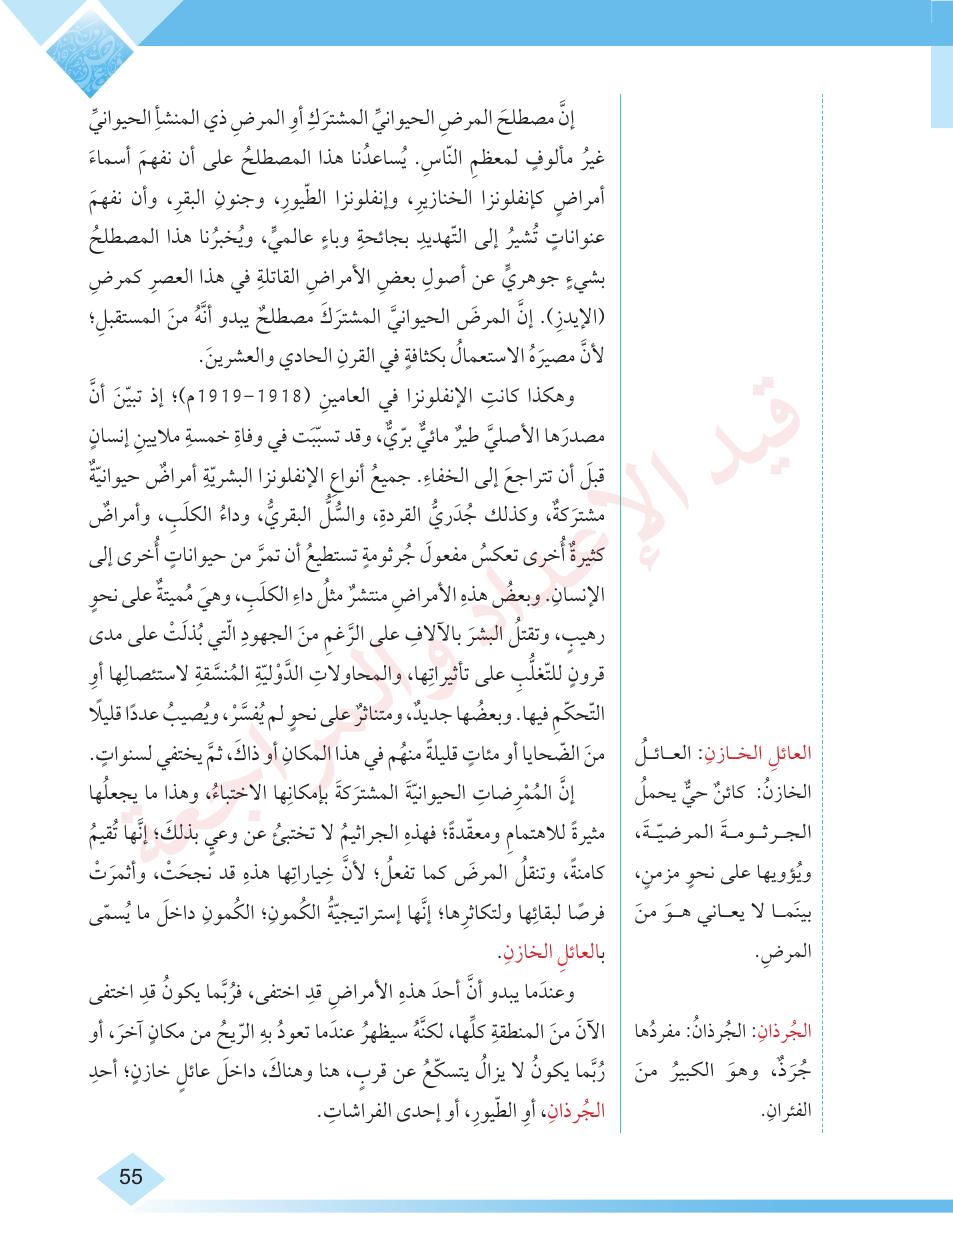 إنَّ مصطلحَ المرضِ الحيوانيِّ المشترَكِ أوِ المرضِ ذي المنشأِ الحيوانيِّ
غيرُ مألوفٍ لمعظمِ النّاسِ. يُساعدُنا هذا المصطلحُ على أن نفهمَ أسماءَ
أمراضٍ كإنفلونزا الخنازيرِ، وإنفلونزا الطّيورِ، وجنونِ البقرِ، وأن نفهمَ
عنواناتٍ تُشيرُ إلى التّهديدِ بجائحةِ وباءٍ عالميٍّ، ويُخبرُنا هذا المصطلحُ
بشيءٍ جوهريٍّ عن أصولِ بعضِ الأمراضِ القاتلةِ في هذا العصرِ كمرضِ
(الإيدزِ). إنَّ المرضَ الحيوانيَّ المشترَكَ مصطلحٌ يبدو أنَّهُ منَ المستقبلِ؛
لأنَّ مصيرَهُ الاستعمالُ بكثافةٍ في القرنِ الحادي والعشرينَ.
وهكذا كانتِ الإنفلونزا في العامينِ (1918–1919م)؛ إذ تبيّنَ أنَّ
مصدرَها الأصليَّ طيرٌ مائيٌّ برّيٌّ، وقد تسبّبَت في وفاةِ خمسةِ ملايينِ إنسانٍ
قبلَ أن تتراجعَ إلى الخفاءِ. جميعُ أنواعِ الإنفلونزا البشريّةِ أمراضٌ حيوانيّةٌ
مشترَكةٌ، وكذلك جُدَريُّ القردةِ، والسُّلُّ البقريُّ، وداءُ الكلَبِ، وأمراضٌ
كثيرةٌ أُخرى تعكسُ مفعولَ جُرثومةٍ تستطيعُ أن تمرَّ من حيواناتٍ أُخرى إلى
الإنسانِ. وبعضُ هذهِ الأمراضِ منتشرٌ مثلُ داءِ الكلَبِ، وهيَ مُميتةٌ على نحوٍ
رهيبٍ، وتقتلُ البشرَ بالآلافِ على الرَّغمِ منَ الجهودِ الّتي بُذلَتْ على مدى
قرونٍ للتّغلُّبِ على تأثيراتِها، والمحاولاتِ الدَّوْليّةِ المُنسَّقةِ لاستئصالِها أوِ
التّحكّمِ فيها. وبعضُها جديدٌ، ومتناثرٌ على نحوٍ لم يُفسَّرْ، ويُصيبُ عددًا قليلًا
منَ الضّحايا أو مئاتٍ قليلةً منهُم في هذا المكانِ أو ذاكَ، ثمَّ يختفي لسنواتٍ.
إنَّ المُمْرِضاتِ الحيوانيّةَ المشترَكةَ بإمكانِها الاختباءُ، وهذا ما يجعلُها
مثيرةً للاهتمامِ ومعقّدةً؛ فهذهِ الجراثيمُ لا تختبئُ عن وعيٍ بذلكَ؛ إنَّها تُقيمُ
كامنةً، وتنقلُ المرضَ كما تفعلُ؛ لأنَّ خِياراتِها هذهِ قد نجحَتْ، وأثمرَتْ
فرصًا لبقائِها ولتكاثرِها؛ إنَّها إستراتيجيّةُ الكُمونِ؛ الكُمونِ داخلَ ما يُسمّى
بالعائلِ الخازنِ.
وعندَما يبدو أنَّ أحدَ هذهِ الأمراضِ قدِ اختفى، فرُبَّما يكونُ قدِ اختفى
الآنَ منَ المنطقةِ كلِّها، لكنَّهُ سيظهرُ عندَما تعودُ بهِ الرّيحُ من مكانٍ آخرَ، أو
رُبَّما يكونُ لا يزالُ يتسكّعُ عن قربٍ، هنا وهناكَ، داخلَ عائلٍ خازنٍ؛ أحدِ
الجُرذانِ، أوِ الطّيورِ، أو إحدى الفراشاتِ.
العائلِ الخازنِ: العائلُ
الخازنُ: كائنٌ حيٌّ يحملُ
الجرثومةَ المرضيّةَ،
ويُؤويها على نحوٍ مزمنٍ،
بينَما لا يعاني هوَ منَ
المرضِ.
الجُرذانِ: الجُرذانُ: مفردُها
جُرَذٌ، وهوَ الكبيرُ منَ
الفئرانِ.
قيد الإعداد والمراجعة
55